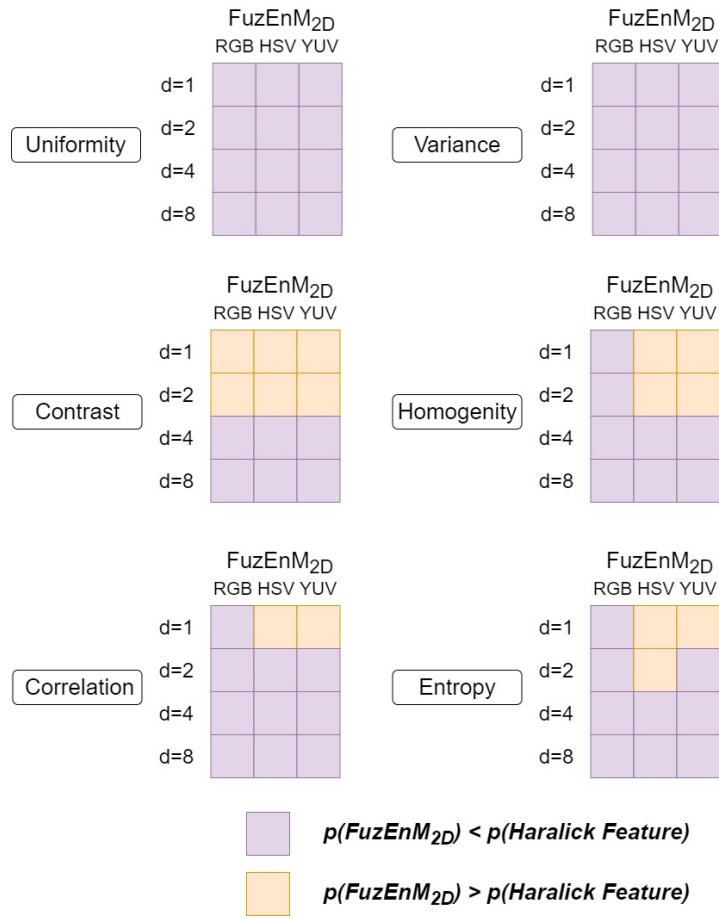 FuzEnM2D
RGB HSV YUV
d=1
d=2
Uniformity
d=4
d=8
FuzEnM2D
RGB HSV YUV
d=1
d=2
Variance
d=4
d=8
FuzEnM2D
RGB HSV YUV
d=1
d=2
Contrast
d=4
d=8
FuzEnM2D
RGB HSV YUV
d=1
d=2
Homogenity
d=4
d=8
FuzEnM2D
RGB HSV YUV
d=1
d=2
Correlation
d=4
d=8
FuzEnM2D
RGB HSV YUV
d=1
d=2
Entropy
d=4
d=8
p(FuzEnM2D) < p(Haralick Feature)
p(FuzEnM2D) > p(Haralick Feature)